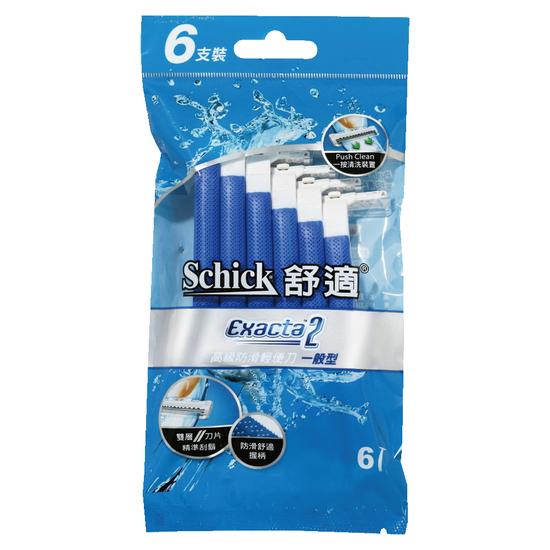 6支裝
Push Clean
一按清洗裝置
Schick 舒適®
Exacta™2
高級防滑輕便刀 一般型
雙層//刀片
精準刮鬍
防滑舒適
握柄
6